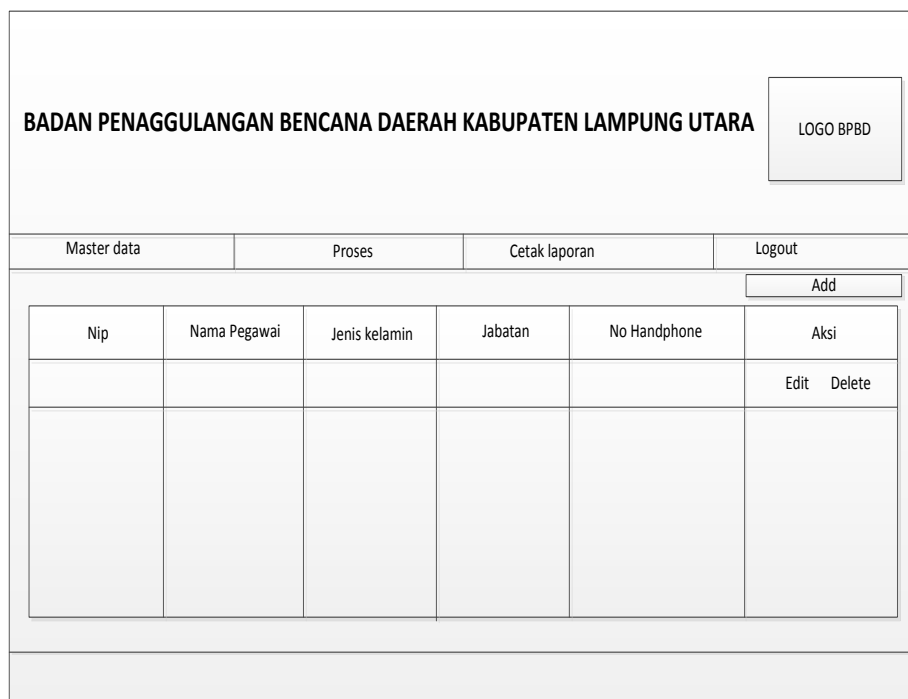 BADAN PENAGGULANGAN BENCANA DAERAH KABUPATEN LAMPUNG UTARA
LOGO BPBD
Master data Proses Cetak laporan Logout
Add
Nip Nama Pegawai Jenis kelamin Jabatan No Handphone Aksi
Edit Delete